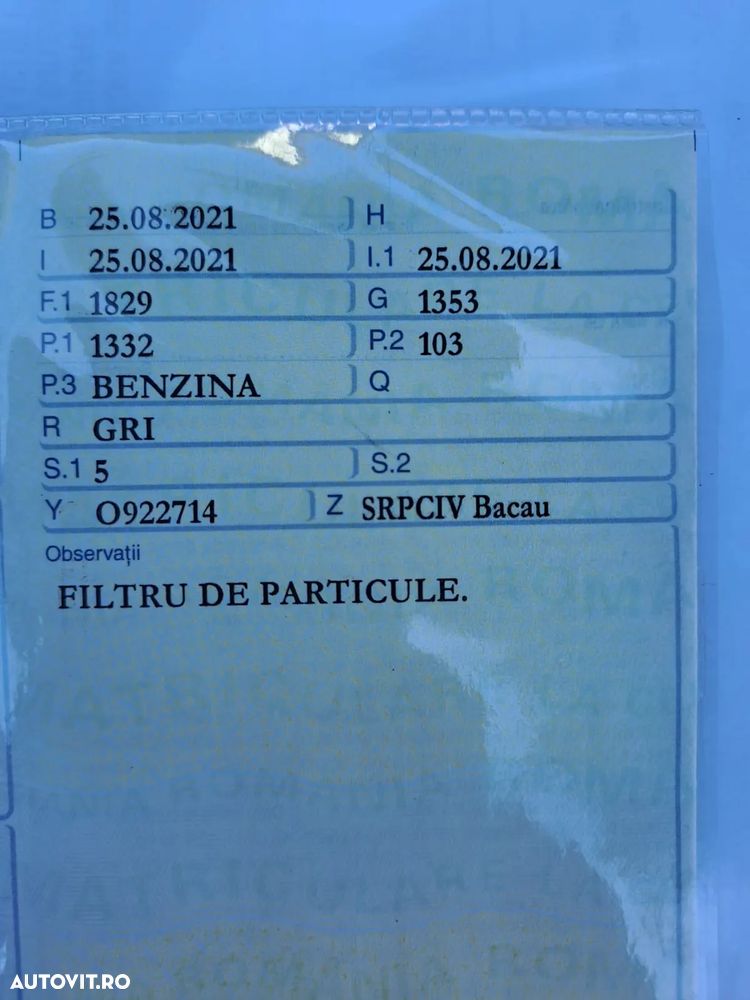 B 25.08.2021 H
I 25.08.2021 I.1 25.08.2021
F.1 1829 G 1353
P.1 1332 P.2 103
P.3 BENZINA Q
R GRI
S.1 5 S.2
Y O922714 Z SRPCIV Bacau
Observații
FILTRU DE PARTICULE.
AUTOVIT.RO